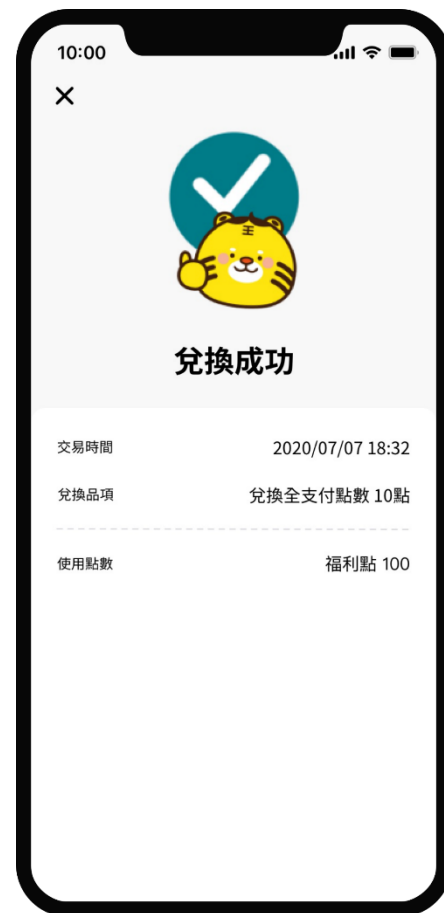 10:00
王
兌換成功
交易時間 2020/07/07 18:32
兌換品項 兌換全支付點數 10點
使用點數 福利點 100